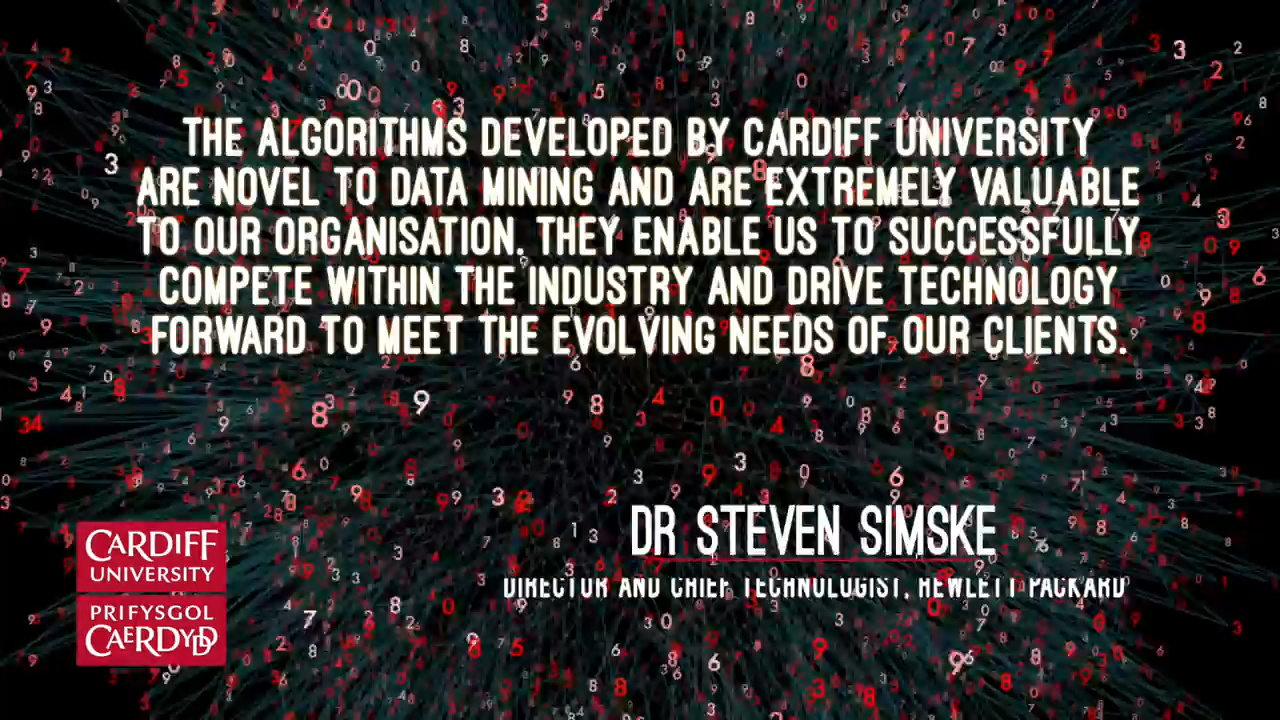 THE ALGORITHMS DEVELOPED BY CARDIFF UNIVERSITY
ARE NOVEL TO DATA MINING AND ARE EXTREMELY VALUABLE
TO OUR ORGANISATION. THEY ENABLE US TO SUCCESSFULLY
COMPETE WITHIN THE INDUSTRY AND DRIVE TECHNOLOGY
FORWARD TO MEET THE EVOLVING NEEDS OF OUR CLIENTS.
DR STEVEN SIMSKE
DIRECTOR AND CHIEF TECHNOLOGIST, HEWLETT PACKARD
CARDIFF
UNIVERSITY
PRIFYSGOL
CAERDYDD